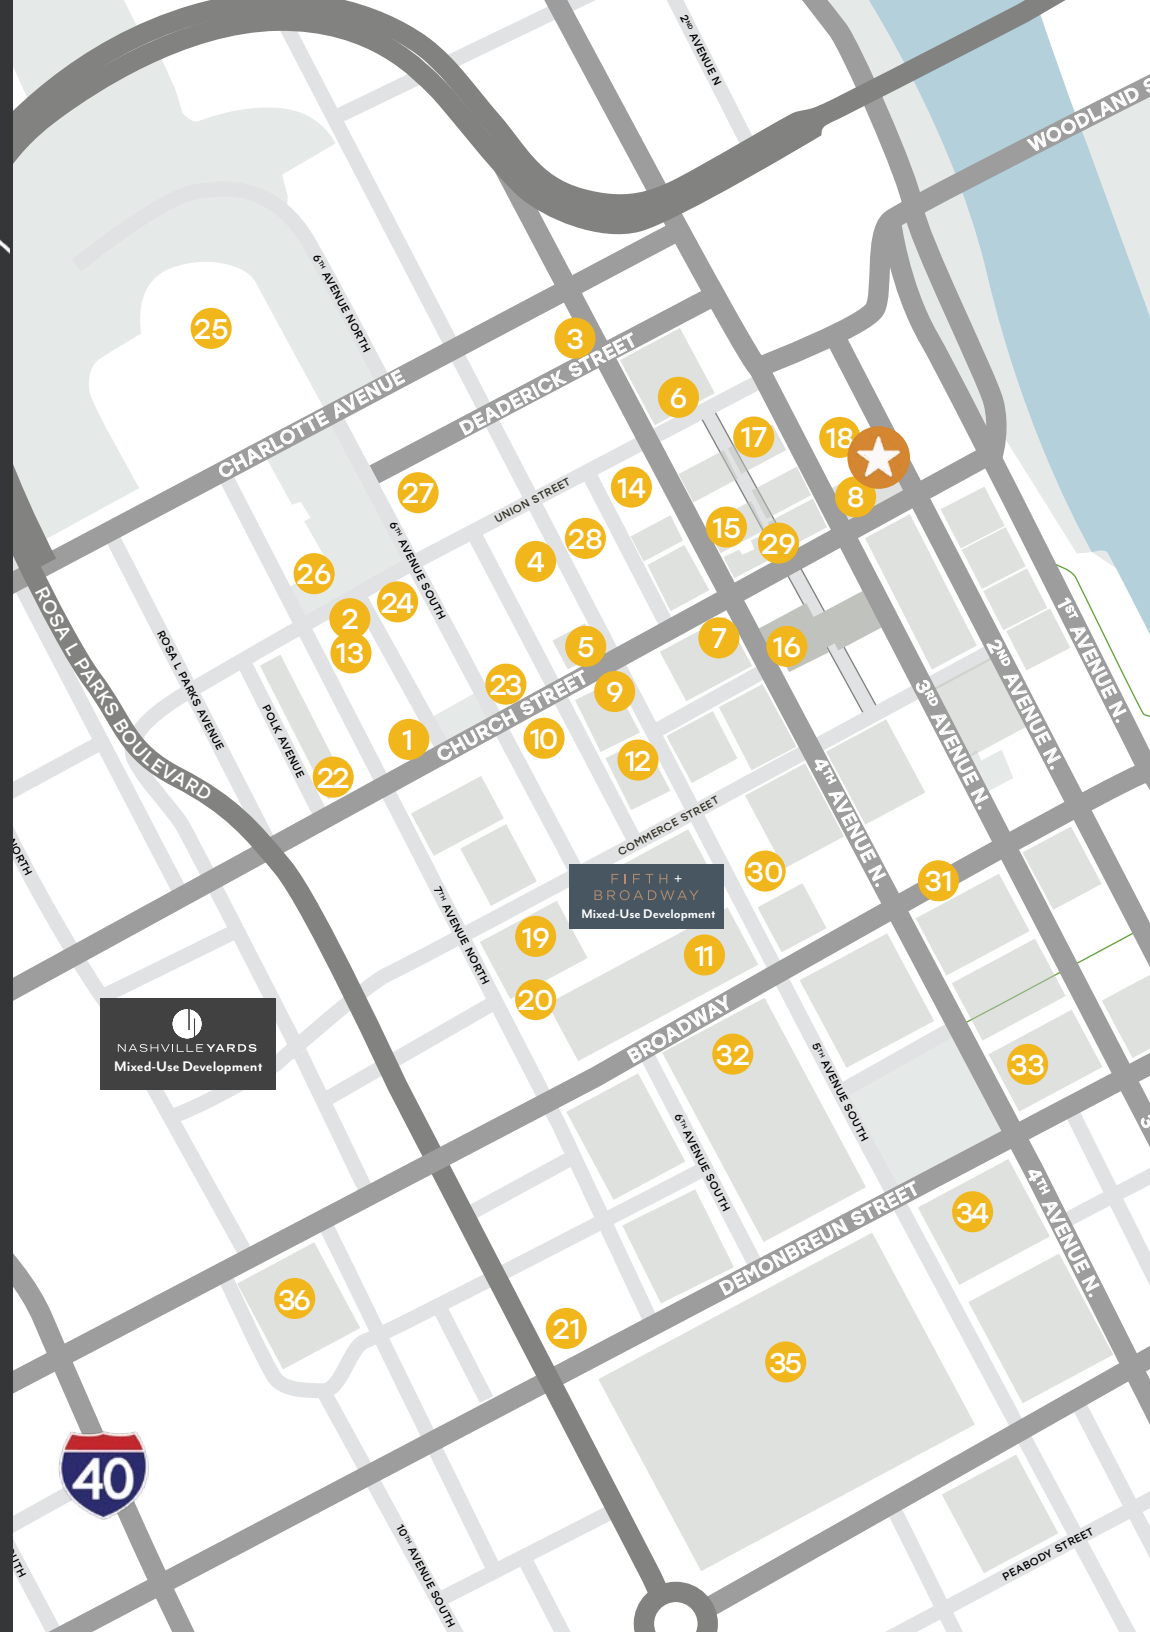 2ND AVENUE N
WOODLAND S
6TH AVENUE NORTH
25
3
CHARLOTTE AVENUE
DEADERICK STREET
6
17
18
8
27
14
UNION STREET
15
29
28
4
6TH AVENUE SOUTH
26
24
2
13
5
7
16
1ST AVENUE N.
2ND AVENUE N.
3RD AVENUE N.
ROSA L PARKS BOULEVARD
ROSA L PARKS AVENUE
POLK AVENUE
23
9
CHURCH STREET
1
10
12
22
4TH AVENUE N.
COMMERCE STREET
NORTH
FIFTH +
BROADWAY
Mixed-Use Development
30
31
7TH AVENUE NORTH
19
11
20
BROADWAY
NASHVILLEYARDS
Mixed-Use Development
32
5TH AVENUE SOUTH
33
3
6TH AVENUE SOUTH
DEMONBREUN STREET
34
4TH AVENUE N.
36
21
35
40
10TH AVENUE SOUTH
UTH
PEABODY STREET